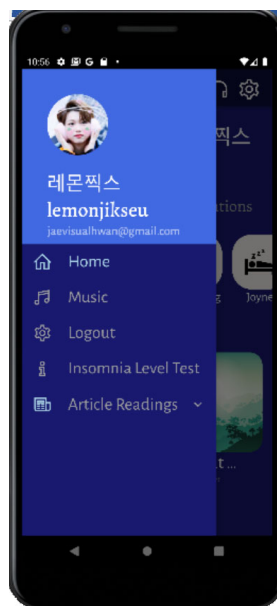 10:56
레몬찍스
lemonjikseu
jaevisualhwan@gmail.com
Home
Music
Logout
Insomnia Level Test
Article Readings
찍스
ations
g
Joyne
t ...